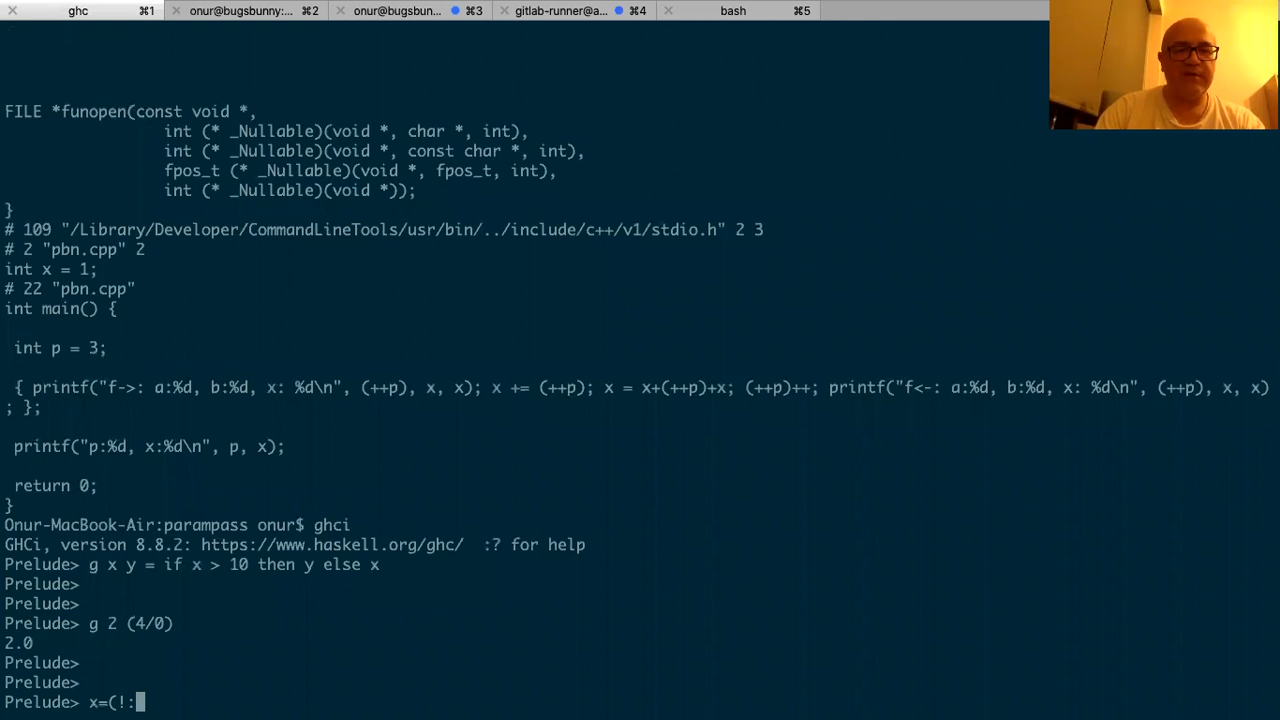 ghc ⌘1 onur@bugsbunny:... ⌘2 onur@bugsbun... ⌘3 gitlab-runner@a... ⌘4 bash ⌘5
FILE *funopen(const void *,
int (* _Nullable)(void *, char *, int),
int (* _Nullable)(void *, const char *, int),
fpos_t (* _Nullable)(void *, fpos_t, int),
int (* _Nullable)(void *));
}
# 109 "/Library/Developer/CommandLineTools/usr/bin/../include/c++/v1/stdio.h" 2 3
# 2 "pbn.cpp" 2
int x = 1;
# 22 "pbn.cpp"
int main() {
int p = 3;
{ printf("f->: a:%d, b:%d, x: %d\n", (++p), x, x); x += (++p); x = x+(++p)+x; (++p)++; printf("f<-: a:%d, b:%d, x: %d\n", (++p), x, x)
; };
printf("p:%d, x:%d\n", p, x);
return 0;
}
Onur-MacBook-Air:parampass onur$ ghci
GHCi, version 8.8.2: https://www.haskell.org/ghc/  :? for help
Prelude> g x y = if x > 10 then y else x
Prelude>
Prelude>
Prelude> g 2 (4/0)
2.0
Prelude>
Prelude>
Prelude> x=(!: